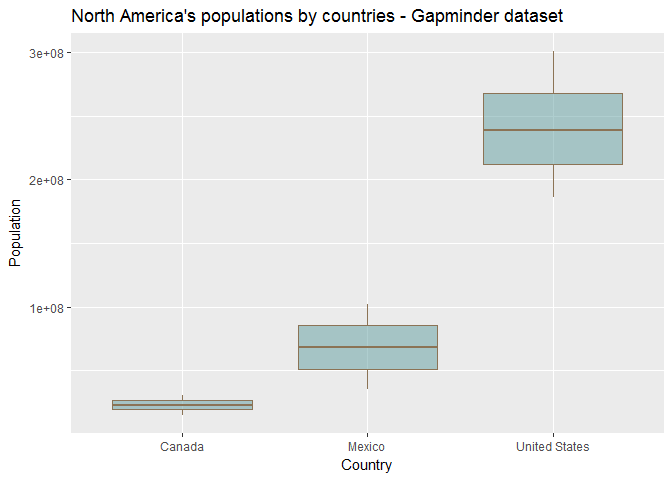 North America's populations by countries - Gapminder dataset
3e+08
2e+08
1e+08
Population
Canada
Mexico
United States
Country